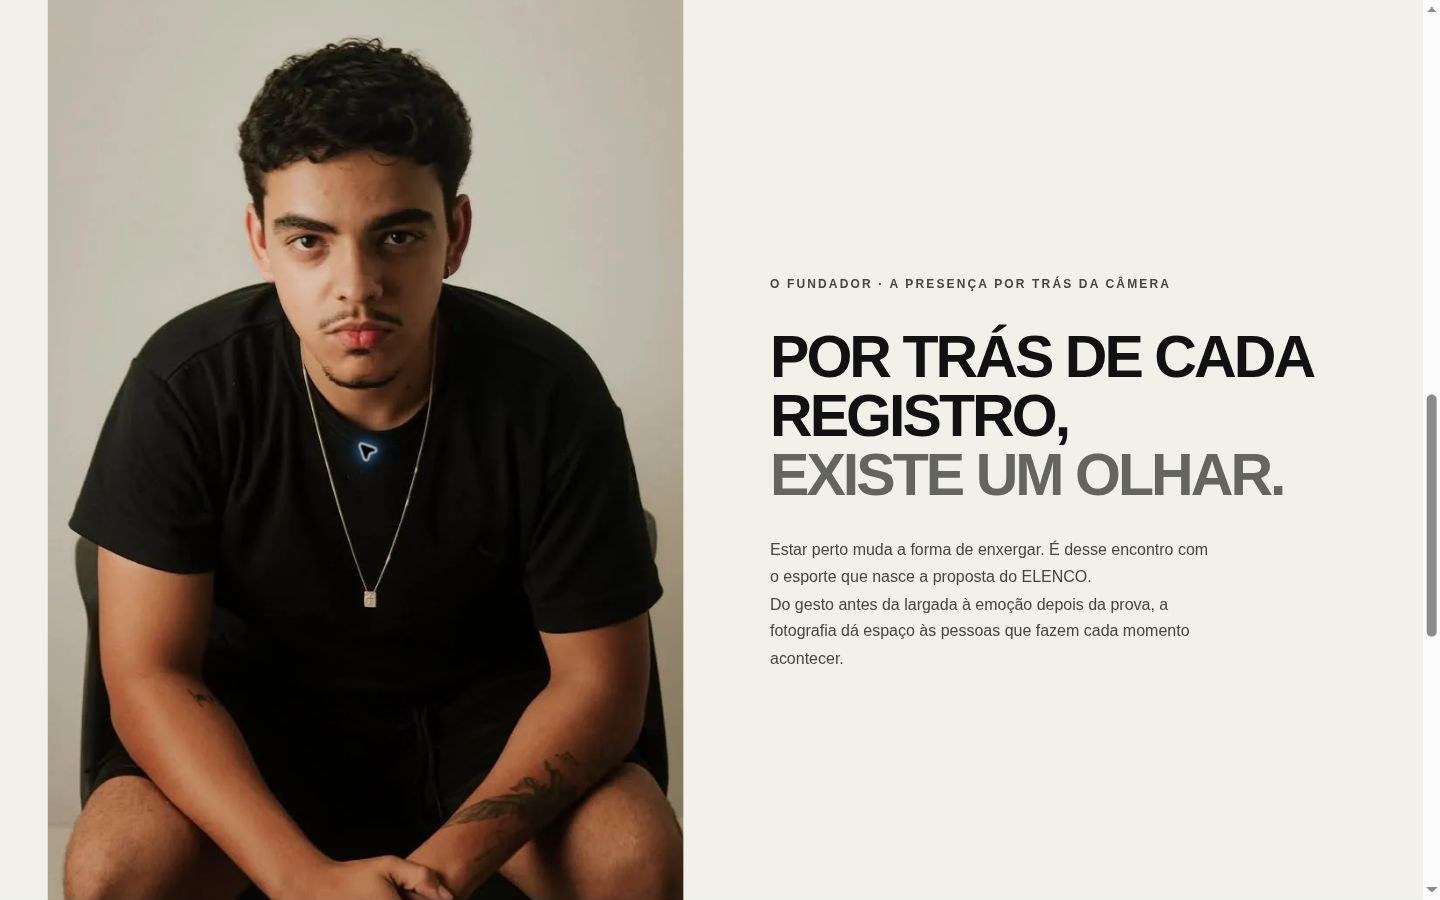 O FUNDADOR · A PRESENÇA POR TRÁS DA CÂMERA
POR TRÁS DE CADA
REGISTRO,
EXISTE UM OLHAR.
Estar perto muda a forma de enxergar. É desse encontro com
o esporte que nasce a proposta do ELENCO.
Do gesto antes da largada à emoção depois da prova, a
fotografia dá espaço às pessoas que fazem cada momento
acontecer.